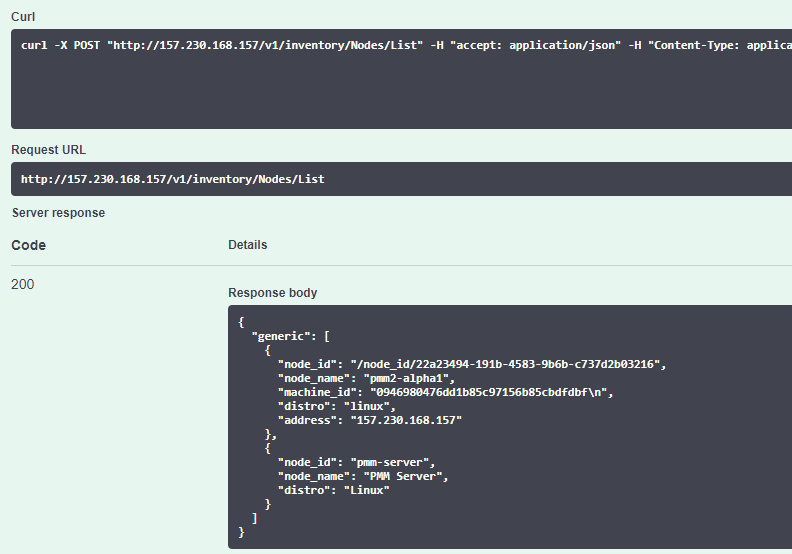 Curl
curl -X POST "http://157.230.168.157/v1/inventory/Nodes/List" -H "accept: application/json" -H "Content-Type: applica
Request URL
http://157.230.168.157/v1/inventory/Nodes/List
Server response
Code Details
200
Response body
{
  "generic": [
    {
      "node_id": "/node_id/22a23494-191b-4583-9b6b-c737d2b03216",
      "node_name": "pmm2-alpha1",
      "machine_id": "0946980476dd1b85c97156b85cbdfdbf\n",
      "distro": "linux",
      "address": "157.230.168.157"
    },
    {
      "node_id": "pmm-server",
      "node_name": "PMM Server",
      "distro": "Linux"
    }
  ]
}